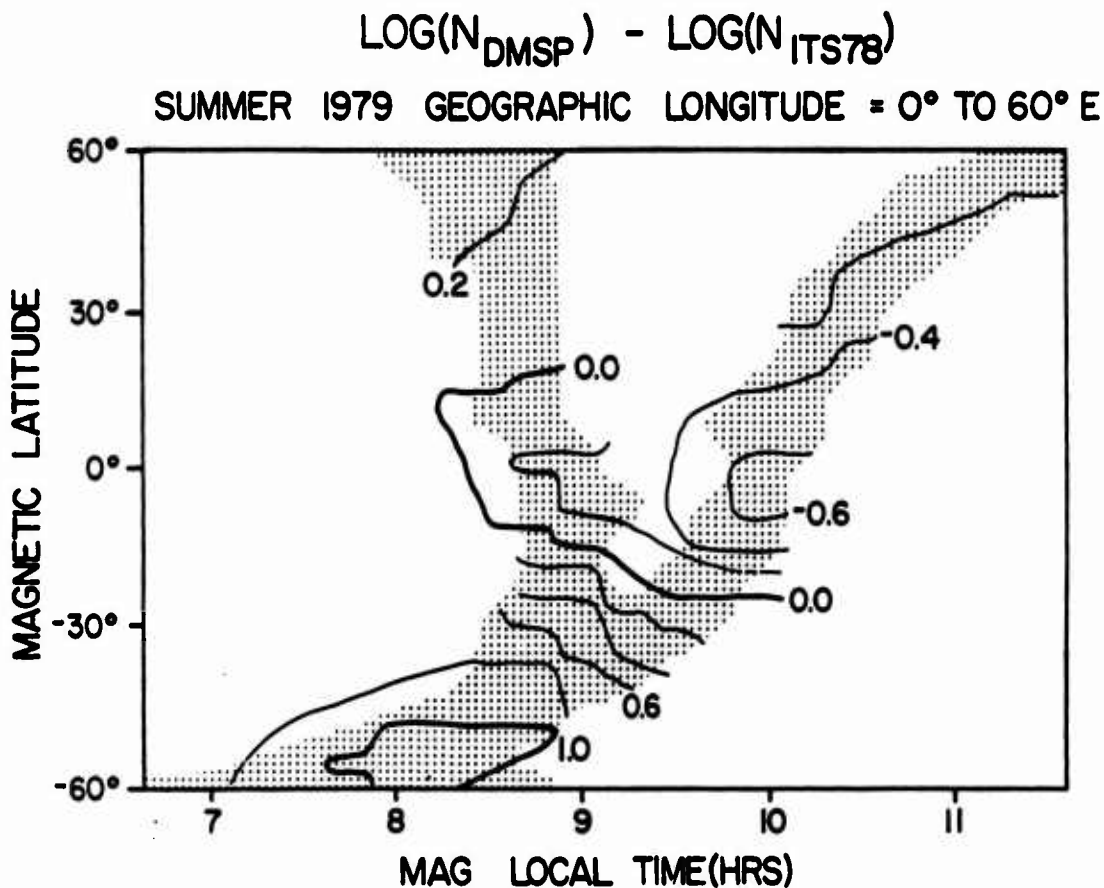 LOG(N_DMSP) - LOG(N_ITS78)
SUMMER 1979 GEOGRAPHIC LONGITUDE = 0° TO 60° E
60°
30°
0°
-30°
-60°
MAGNETIC LATITUDE
0.2
0.0
-0.4
-0.6
0.0
0.6
1.0
7 8 9 10 11
MAG LOCAL TIME(HRS)